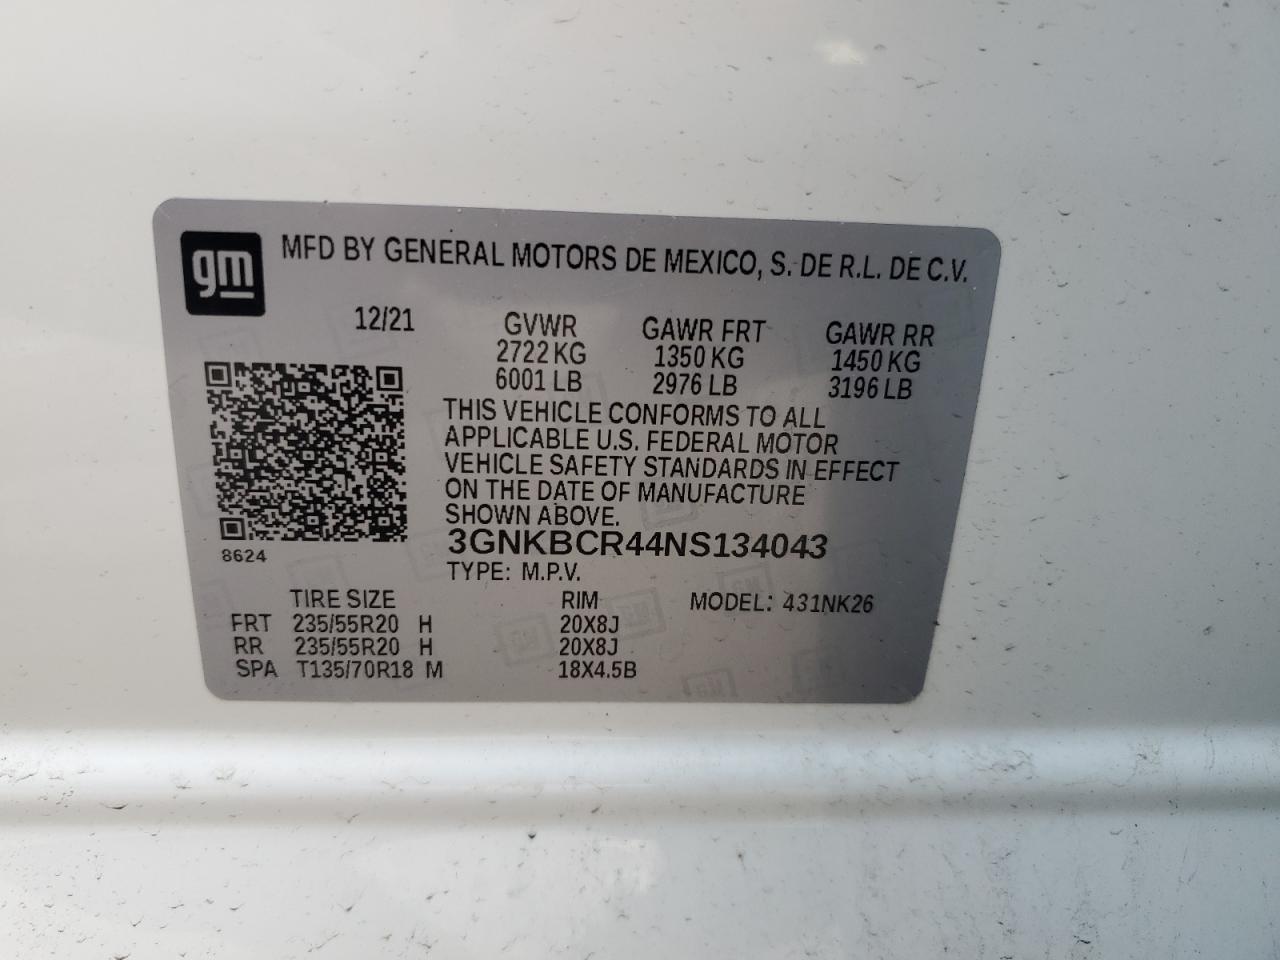 gm
MFD BY GENERAL MOTORS DE MEXICO, S. DE R.L. DE C.V.
12/21 GVWR GAWR FRT GAWR RR
2722 KG 1350 KG 1450 KG
6001 LB 2976 LB 3196 LB
THIS VEHICLE CONFORMS TO ALL
APPLICABLE U.S. FEDERAL MOTOR
VEHICLE SAFETY STANDARDS IN EFFECT
ON THE DATE OF MANUFACTURE
SHOWN ABOVE.
8624
3GNKBCR44NS134043
TYPE: M.P.V.
TIRE SIZE RIM MODEL: 431NK26
FRT 235/55R20 H 20X8J
RR 235/55R20 H 20X8J
SPA T135/70R18 M 18X4.5B